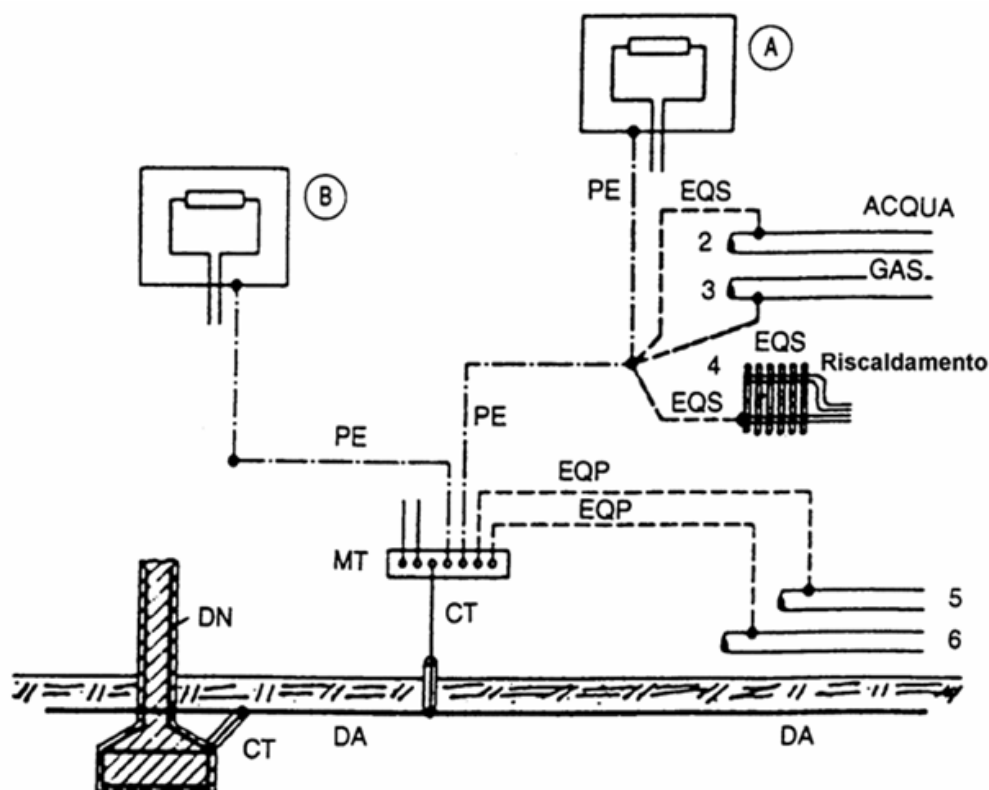 A
B
PE
EQS
ACQUA
2
GAS
3
EQS
4
Riscaldamento
EQS
PE
PE
EQP
EQP
MT
CT
5
DN
6
CT
DA
DA